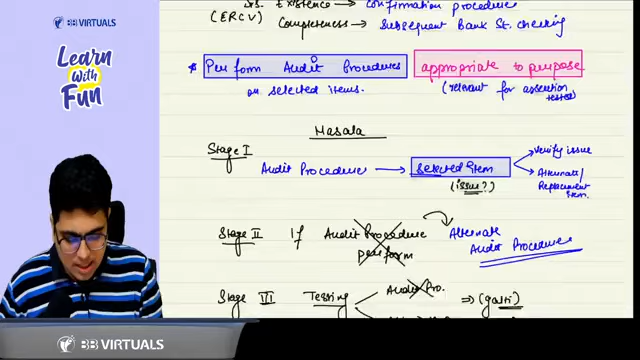 BB VIRTUALS
Learn
With
Fun
Existence → confirmation procedure
(ERCV) Completeness → Subsequent Bank St. checking
* Perform Audit Procedures appropriate to purpose
on selected items. (relevant for assertion
tested)
Masala
Stage I
Audit Procedure → selected item
(issue?)
Verify issue
Alternate/
Replacement
item.
Stage II If Audit Procedure
perform
Alternate
Audit Procedure
Stage III Testing
Audit Pro. ⇒ (galti)
BB VIRTUALS
BB VIRTUALS